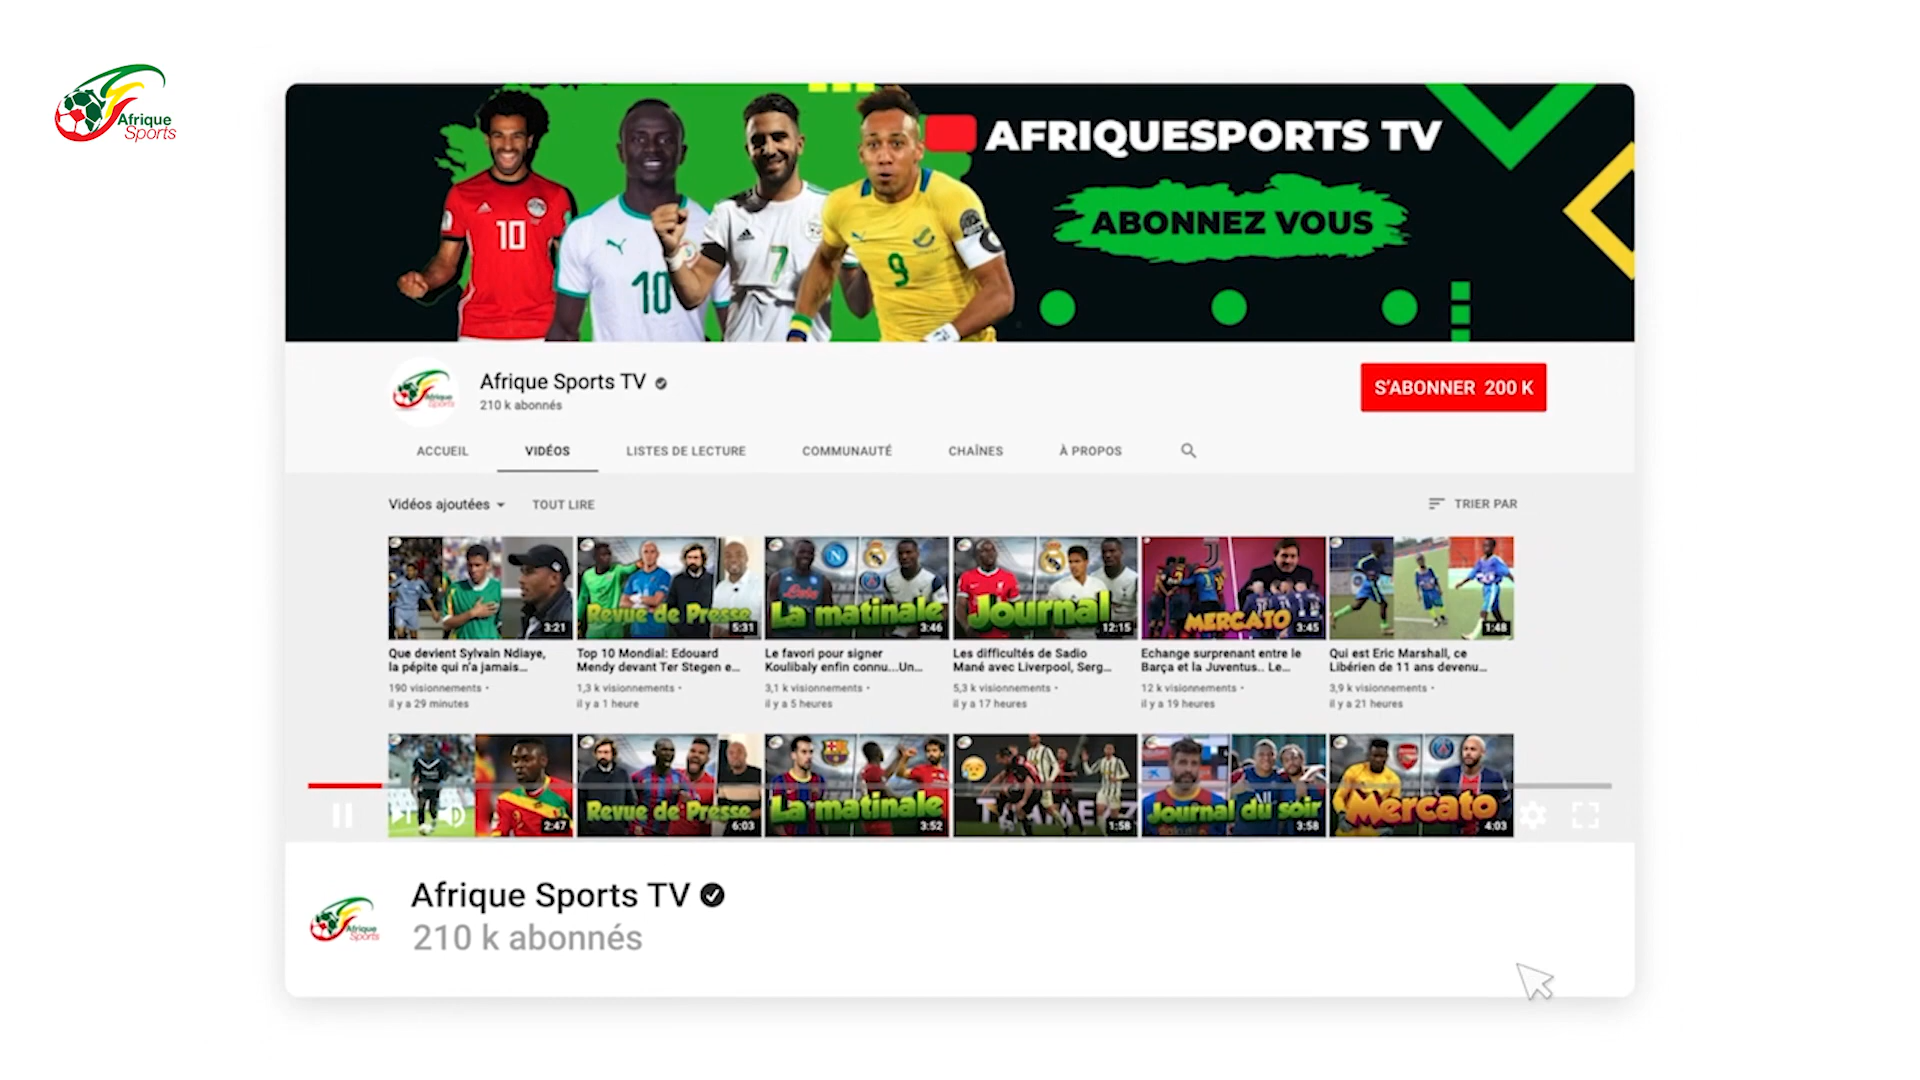 Afrique
Sports
AFRIQUESPORTS TV
ABONNEZ VOUS
10
10
7
9
Afrique Sports TV
210 k abonnés
S'ABONNER 200 K
Afrique
Sports
ACCUEIL VIDÉOS LISTES DE LECTURE COMMUNAUTÉ CHAÎNES À PROPOS
Vidéos ajoutées TOUT LIRE TRIER PAR
Revue de Presse La matinale Journal MERCATO
3:21 5:31 3:46 12:15 3:45 1:48
Que devient Sylvain Ndiaye,
la pépite qui n'a jamais...
190 visionnements •
il y a 29 minutes
Top 10 Mondial: Edouard
Mendy devant Ter Stegen e...
1,3 k visionnements •
il y a 1 heure
Le favori pour signer
Koulibaly enfin connu...Un...
3,1 k visionnements •
il y a 5 heures
Les difficultés de Sadio
Mané avec Liverpool, Serg...
5,3 k visionnements •
il y a 17 heures
Echange surprenant entre le
Barça et la Juventus.. Le...
12 k visionnements •
il y a 19 heures
Qui est Eric Marshall, ce
Libérien de 11 ans devenu...
3,9 k visionnements •
il y a 21 heures
Revue de Presse La matinale Journal du soir Mercato
2:47 6:03 3:52 1:58 3:58 4:03
Afrique Sports TV
210 k abonnés
Afrique
Sports